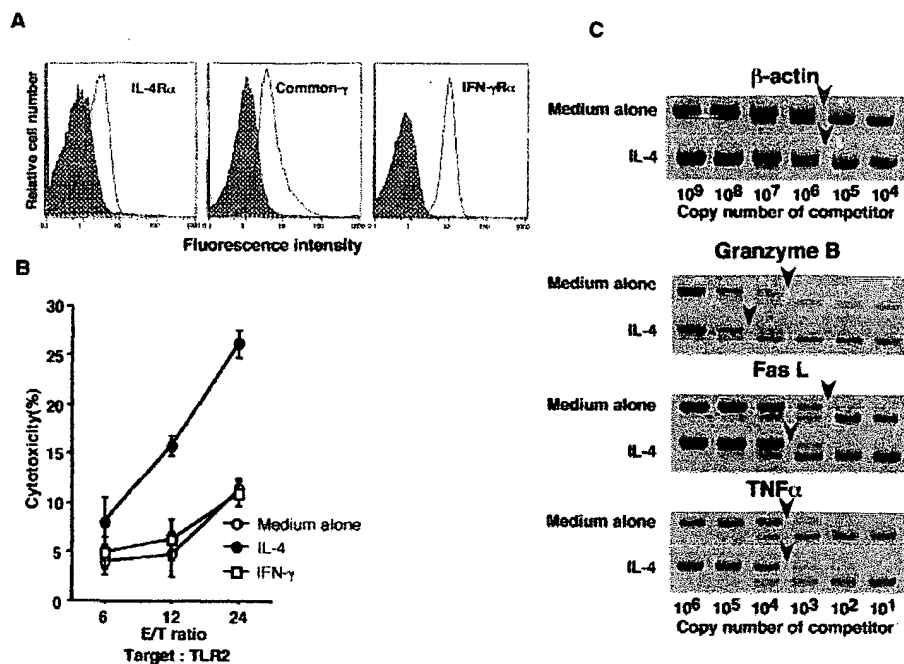 A
Relative cell number
IL-4Rα
Common-γ
IFN-γRα
Fluorescence intensity
B
Cytotoxicity(%)
30
25
20
15
10
5
0
Medium alone
IL-4
IFN-γ
6 12 24
E/T ratio
Target : TLR2
C
β-actin
Medium alone
IL-4
10⁹ 10⁸ 10⁷ 10⁶ 10⁵ 10⁴
Copy number of competitor
Granzyme B
Medium alone
IL-4
Fas L
Medium alone
IL-4
TNFα
Medium alone
IL-4
10⁶ 10⁵ 10⁴ 10³ 10² 10¹
Copy number of competitor